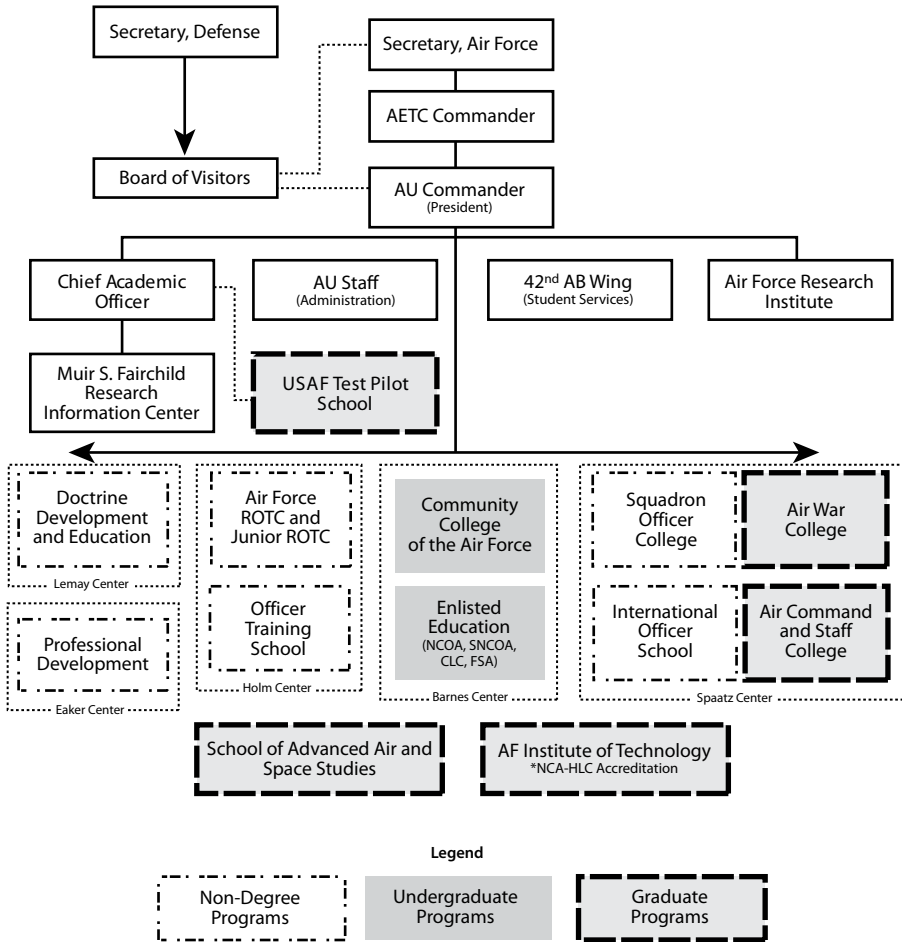 Secretary, Defense
Secretary, Air Force
AETC Commander
Board of Visitors
AU Commander
(President)
Chief Academic
Officer
AU Staff
(Administration)
42nd AB Wing
(Student Services)
Air Force Research
Institute
Muir S. Fairchild
Research
Information Center
USAF Test Pilot
School
Doctrine
Development
and Education
Lemay Center
Professional
Development
Eaker Center
Air Force
ROTC and
Junior ROTC
Officer
Training
School
Holm Center
Community
College
of the Air Force
Enlisted
Education
(NCOA, SNCOA,
CLC, FSA)
Barnes Center
Squadron
Officer
College
Air War
College
International
Officer
School
Air Command
and Staff
College
Spaatz Center
School of Advanced Air and
Space Studies
AF Institute of Technology
*NCA-HLC Accreditation
Legend
Non-Degree
Programs
Undergraduate
Programs
Graduate
Programs